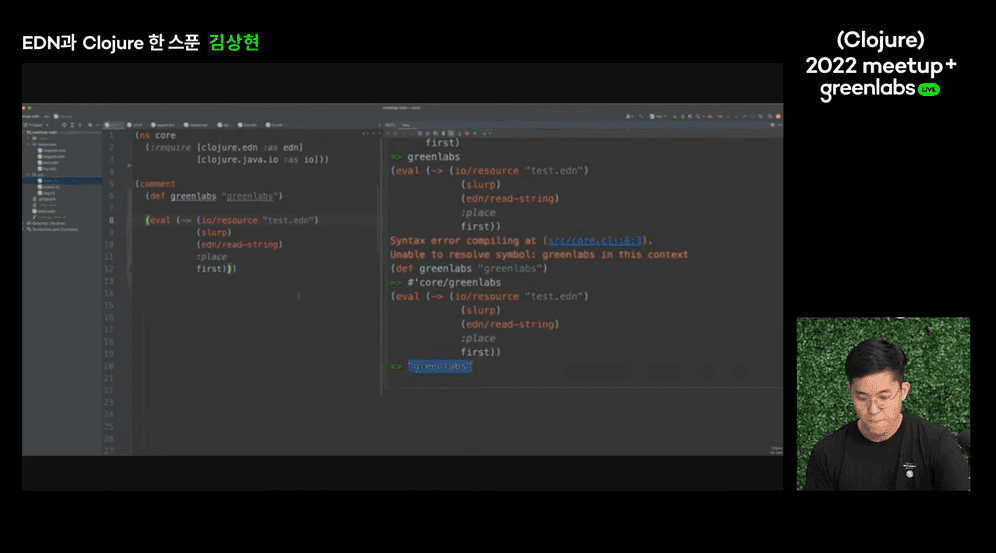 EDN과 Clojure 한 스푼 김상현
(Clojure)
2022 meetup+
greenlabs LIVE
1 (ns core
2 (:require [clojure.edn :as edn]
3 [clojure.java.io :as io]))
4
5 (comment
6 (def greenlabs "greenlabs")
7
8 (eval (-> (io/resource "test.edn")
9 (slurp)
10 (edn/read-string)
11 :place
12 first)))
13
14
15
16
17
18
19
20
21
22
23
24
25
26
27
first)
=> greenlabs
(eval (-> (io/resource "test.edn")
(slurp)
(edn/read-string)
:place
first))
Syntax error compiling at (src/core.clj:6:3).
Unable to resolve symbol: greenlabs in this context
(def greenlabs "greenlabs")
=> #'core/greenlabs
(eval (-> (io/resource "test.edn")
(slurp)
(edn/read-string)
:place
first))
=> "greenlabs"